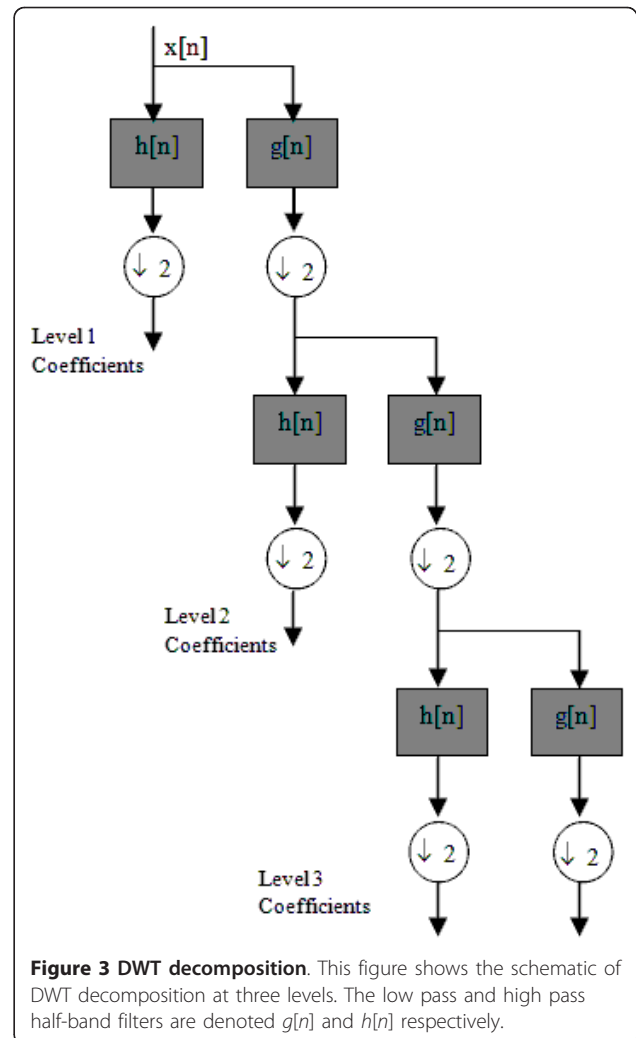 x[n]
h[n] g[n]
↓ 2 ↓ 2
Level 1
Coefficients
h[n] g[n]
↓ 2 ↓ 2
Level 2
Coefficients
h[n] g[n]
↓ 2 ↓ 2
Level 3
Coefficients
Figure 3 DWT decomposition. This figure shows the schematic of
DWT decomposition at three levels. The low pass and high pass
half-band filters are denoted g[n] and h[n] respectively.